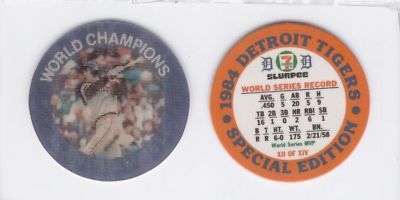 WORLD CHAMPIONS
1984 DETROIT TIGERS
D 7 D
SLURPEE
WORLD SERIES RECORD
AVG. G AB R H
.450 5 20 5 9
TB 2B 3B HR RBI SB
16 1 0 2 6 1
B T HT. WT. BN.
R R 6-0 175 2/21/58
World Series MVP
XII OF XIV
SPECIAL EDITION